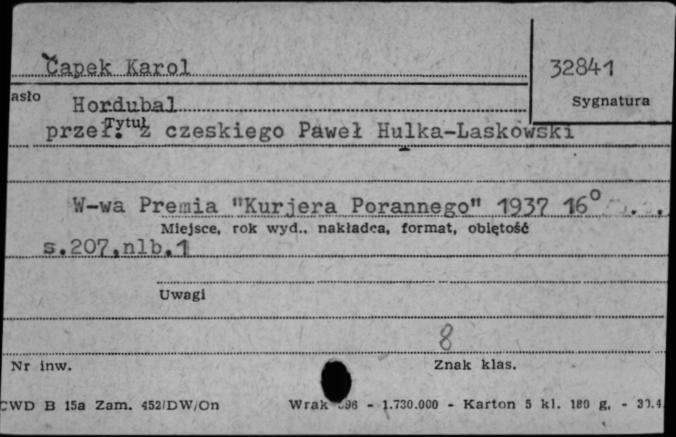 Čapek Karol
32841
asło
Sygnatura
Hordubal
Tytuł
przeł. z czeskiego Paweł Hulka-Laskowski
W-wa Premia "Kurjera Porannego" 1937 16°
Miejsce, rok wyd., nakładca, format, objętość
s.207,nlb.1
Uwagi
8
Nr inw.
Znak klas.
CWD B 15a Zam. 452/DW/On Wrak 96 - 1.730.000 - Karton 5 kl. 180 g. -